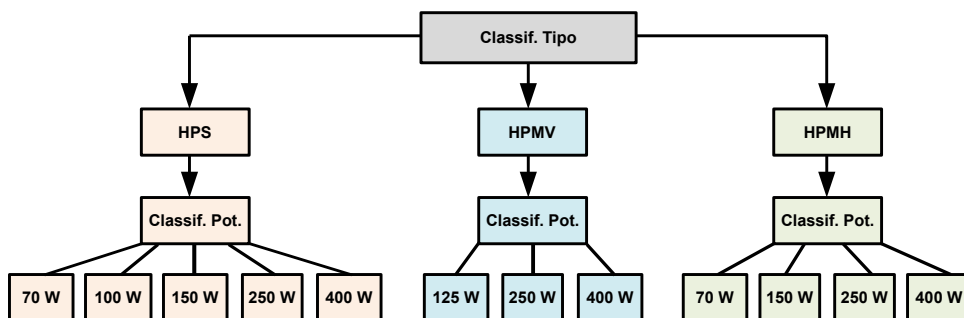 Classif. Tipo
HPS
HPMV
HPMH
Classif. Pot.
Classif. Pot.
Classif. Pot.
70 W
100 W
150 W
250 W
400 W
125 W
250 W
400 W
70 W
150 W
250 W
400 W